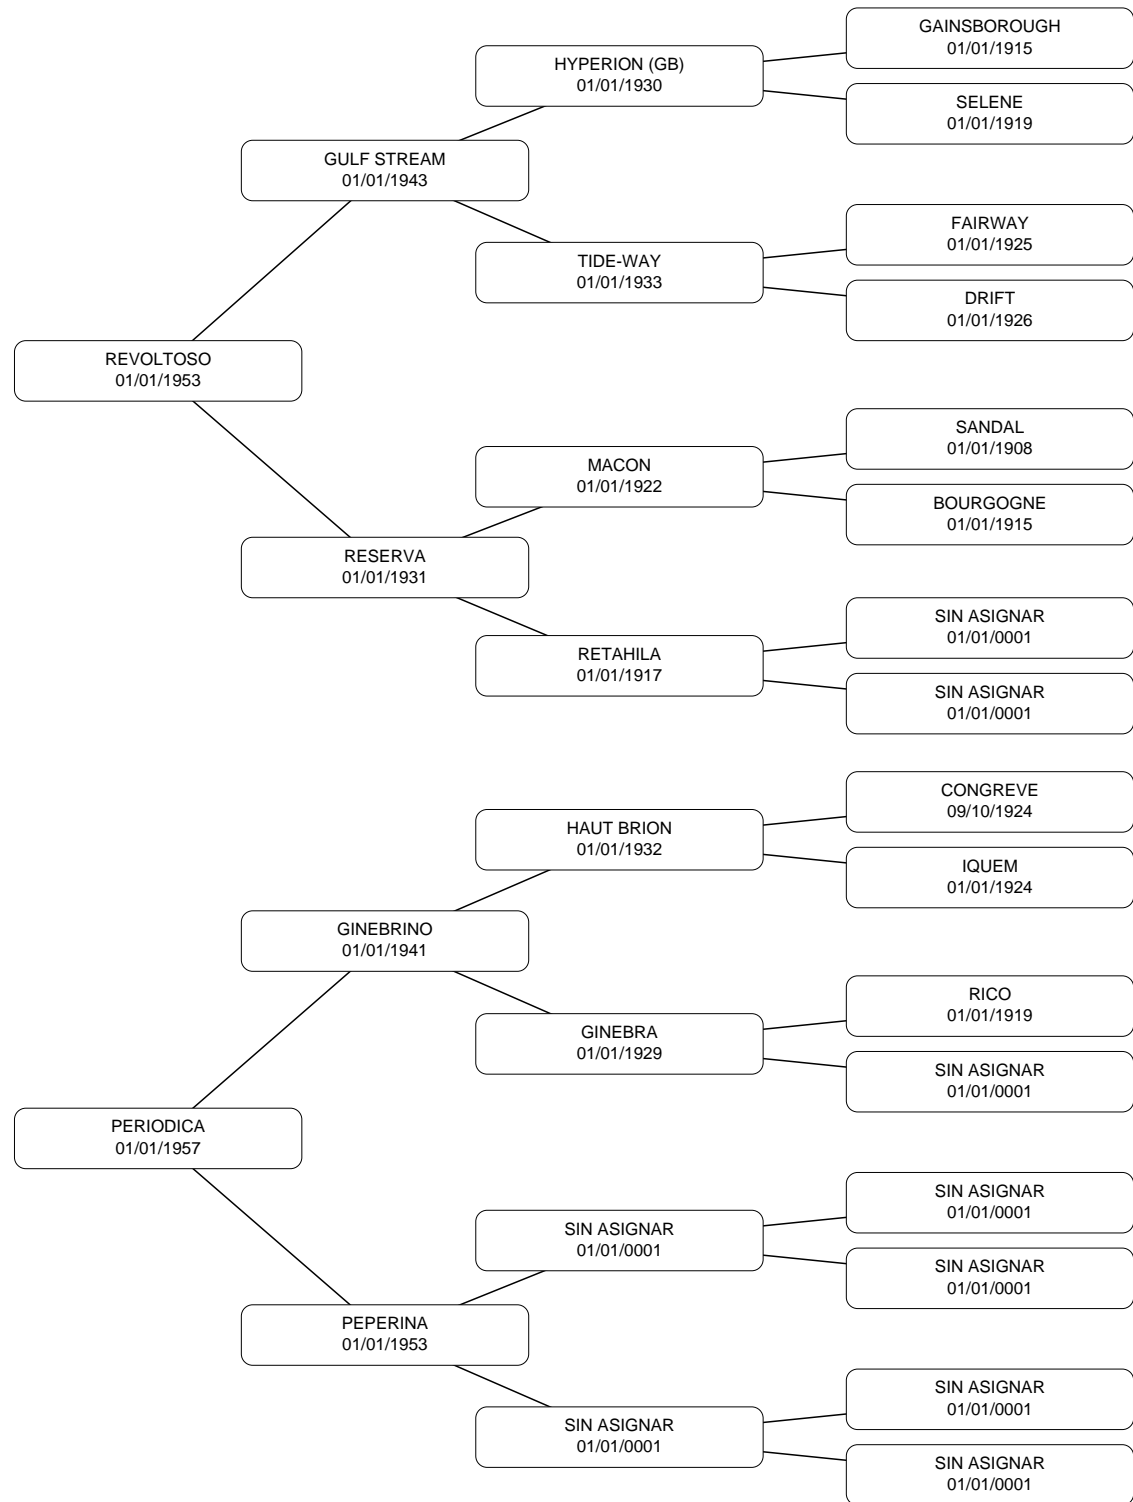 GAINSBOROUGH
01/01/1915
HYPERION (GB)
01/01/1930
SELENE
01/01/1919
GULF STREAM
01/01/1943
FAIRWAY
01/01/1925
TIDE-WAY
01/01/1933
DRIFT
01/01/1926
REVOLTOSO
01/01/1953
SANDAL
01/01/1908
MACON
01/01/1922
BOURGOGNE
01/01/1915
RESERVA
01/01/1931
SIN ASIGNAR
01/01/0001
RETAHILA
01/01/1917
SIN ASIGNAR
01/01/0001
CONGREVE
09/10/1924
HAUT BRION
01/01/1932
IQUEM
01/01/1924
GINEBRINO
01/01/1941
RICO
01/01/1919
GINEBRA
01/01/1929
SIN ASIGNAR
01/01/0001
PERIODICA
01/01/1957
SIN ASIGNAR
01/01/0001
SIN ASIGNAR
01/01/0001
SIN ASIGNAR
01/01/0001
PEPERINA
01/01/1953
SIN ASIGNAR
01/01/0001
SIN ASIGNAR
01/01/0001
SIN ASIGNAR
01/01/0001